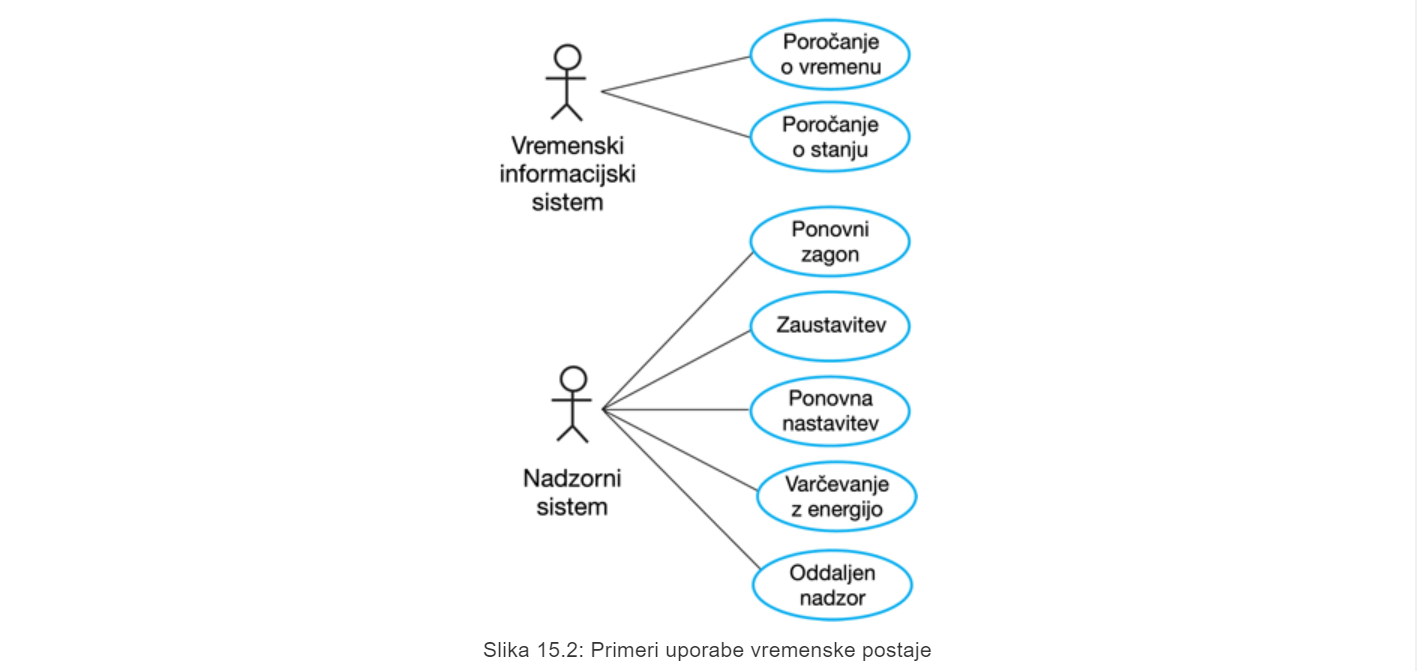 Poročanje
o vremenu
Poročanje
o stanju
Vremenski
informacijski
sistem
Ponovni
zagon
Zaustavitev
Ponovna
nastavitev
Nadzorni
sistem
Varčevanje
z energijo
Oddaljen
nadzor
Slika 15.2: Primeri uporabe vremenske postaje